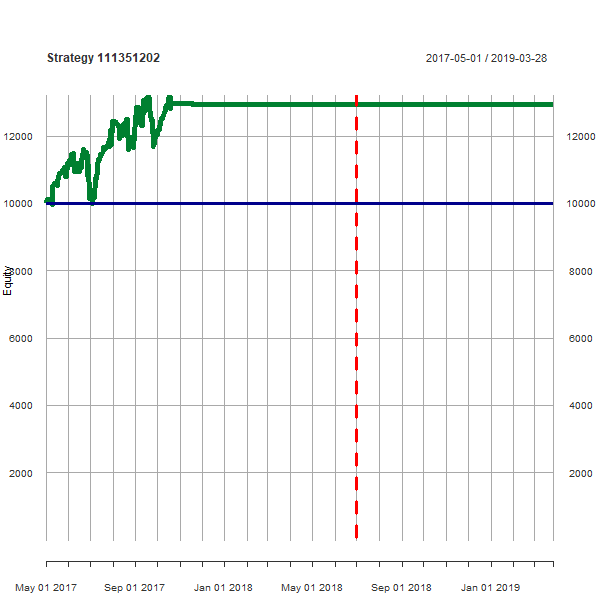 Strategy 111351202
2017-05-01 / 2019-03-28
12000
12000
10000
10000
8000
8000
Equity
6000
6000
4000
4000
2000
2000
May 01 2017
Sep 01 2017
Jan 01 2018
May 01 2018
Sep 01 2018
Jan 01 2019